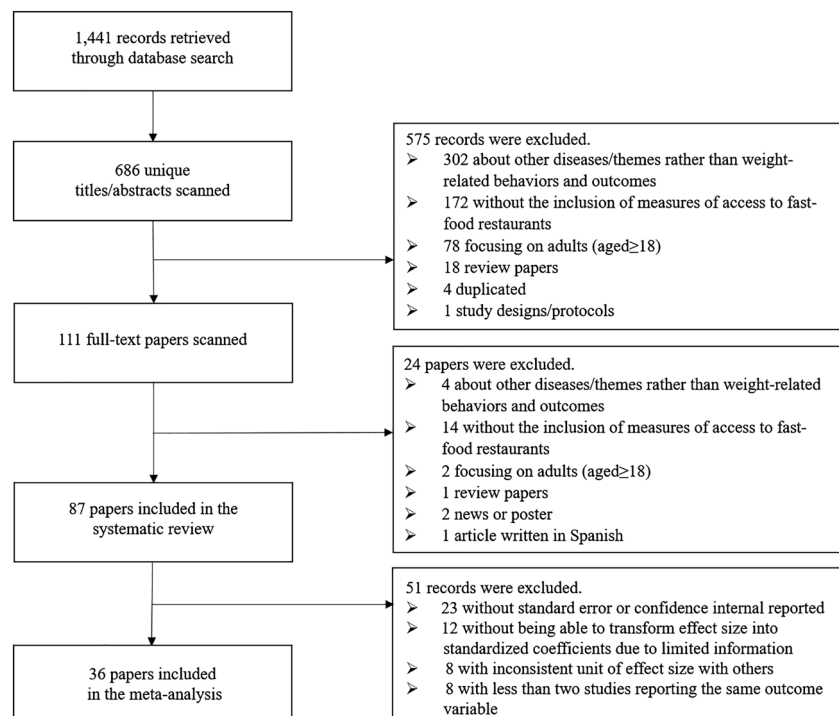 1,441 records retrieved
through database search
686 unique
titles/abstracts scanned
575 records were excluded.
➢ 302 about other diseases/themes rather than weight-
related behaviors and outcomes
➢ 172 without the inclusion of measures of access to fast-
food restaurants
➢ 78 focusing on adults (aged≥18)
➢ 18 review papers
➢ 4 duplicated
➢ 1 study designs/protocols
111 full-text papers scanned
24 papers were excluded.
➢ 4 about other diseases/themes rather than weight-related
behaviors and outcomes
➢ 14 without the inclusion of measures of access to fast-
food restaurants
➢ 2 focusing on adults (aged≥18)
➢ 1 review papers
➢ 2 news or poster
➢ 1 article written in Spanish
87 papers included in the
systematic review
51 records were excluded.
➢ 23 without standard error or confidence internal reported
➢ 12 without being able to transform effect size into
standardized coefficients due to limited information
➢ 8 with inconsistent unit of effect size with others
➢ 8 with less than two studies reporting the same outcome
variable
36 papers included
in the meta-analysis